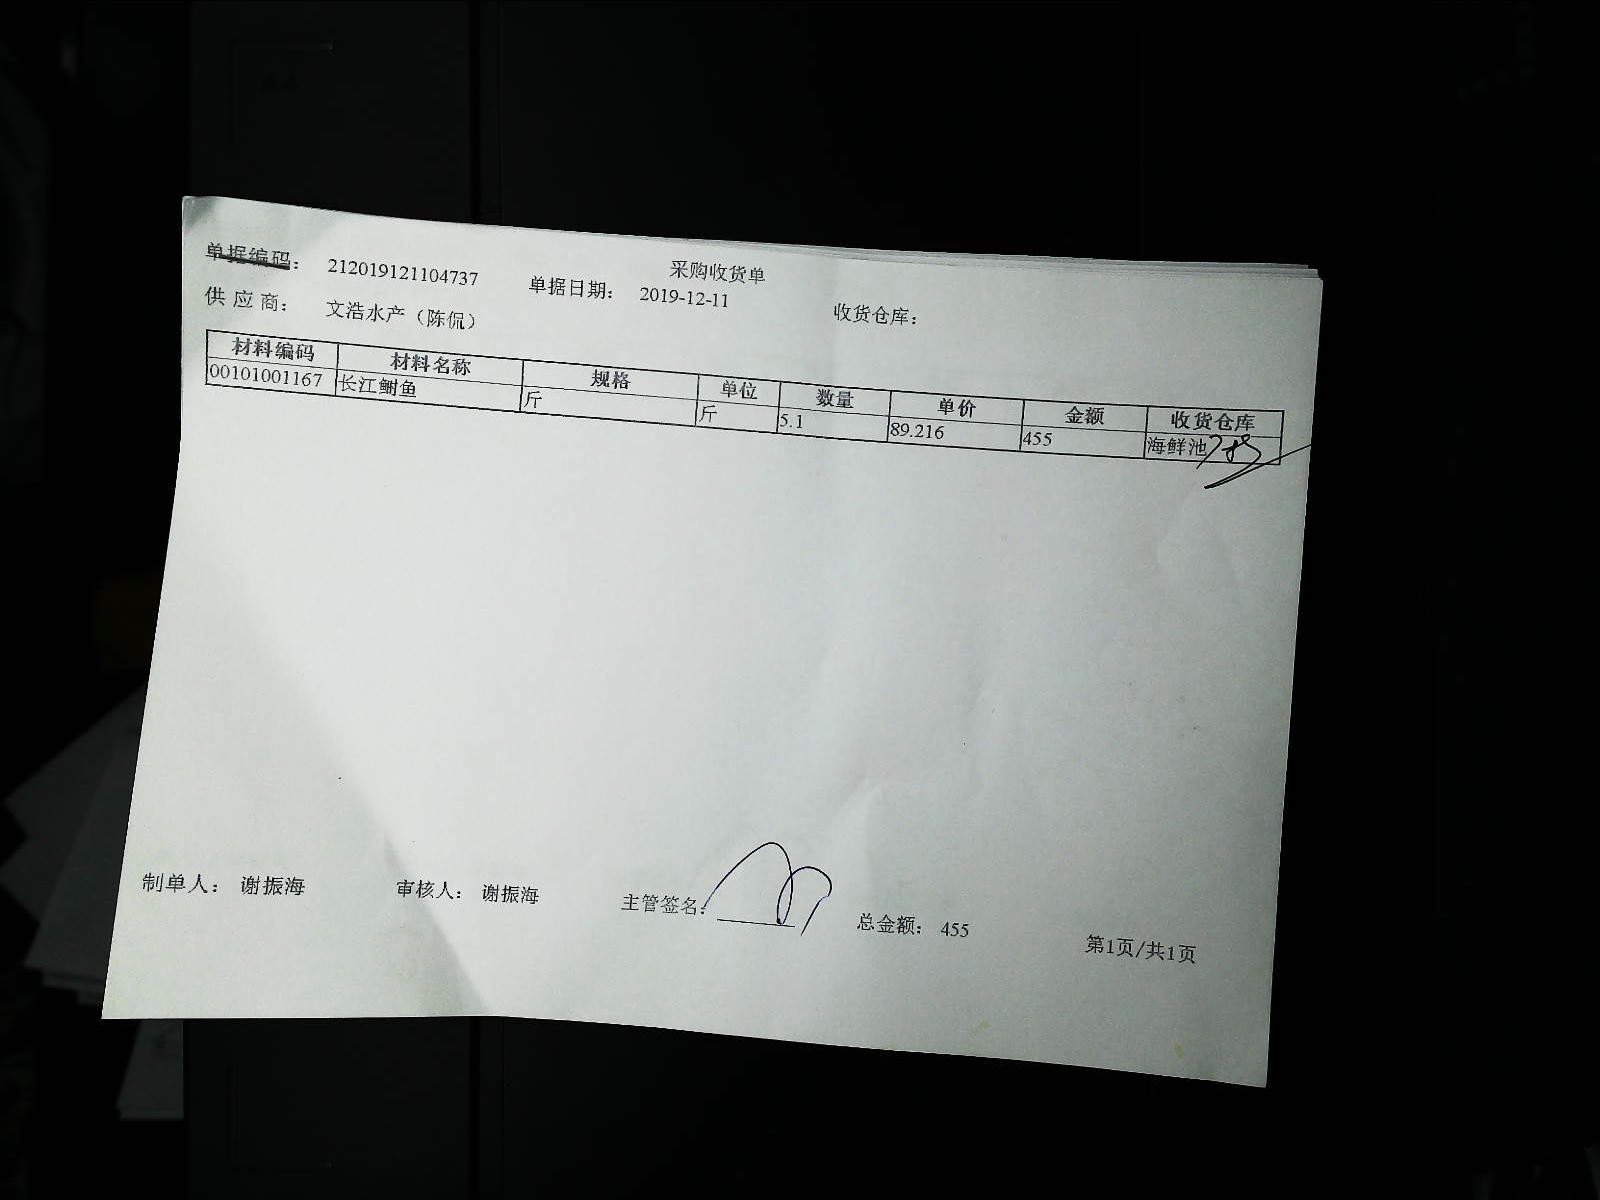 采购收货单
单据编码： 212019121104737 单据日期： 2019-12-11 收货仓库：
供 应 商： 文浩水产（陈侃）
材料编码 材料名称 规格 单位 数量 单价 金额 收货仓库
00101001167 长江鲥鱼 斤 斤 5.1 89.216 455 海鲜池
制单人： 谢振海 审核人： 谢振海 主管签名： 总金额： 455 第1页/共1页